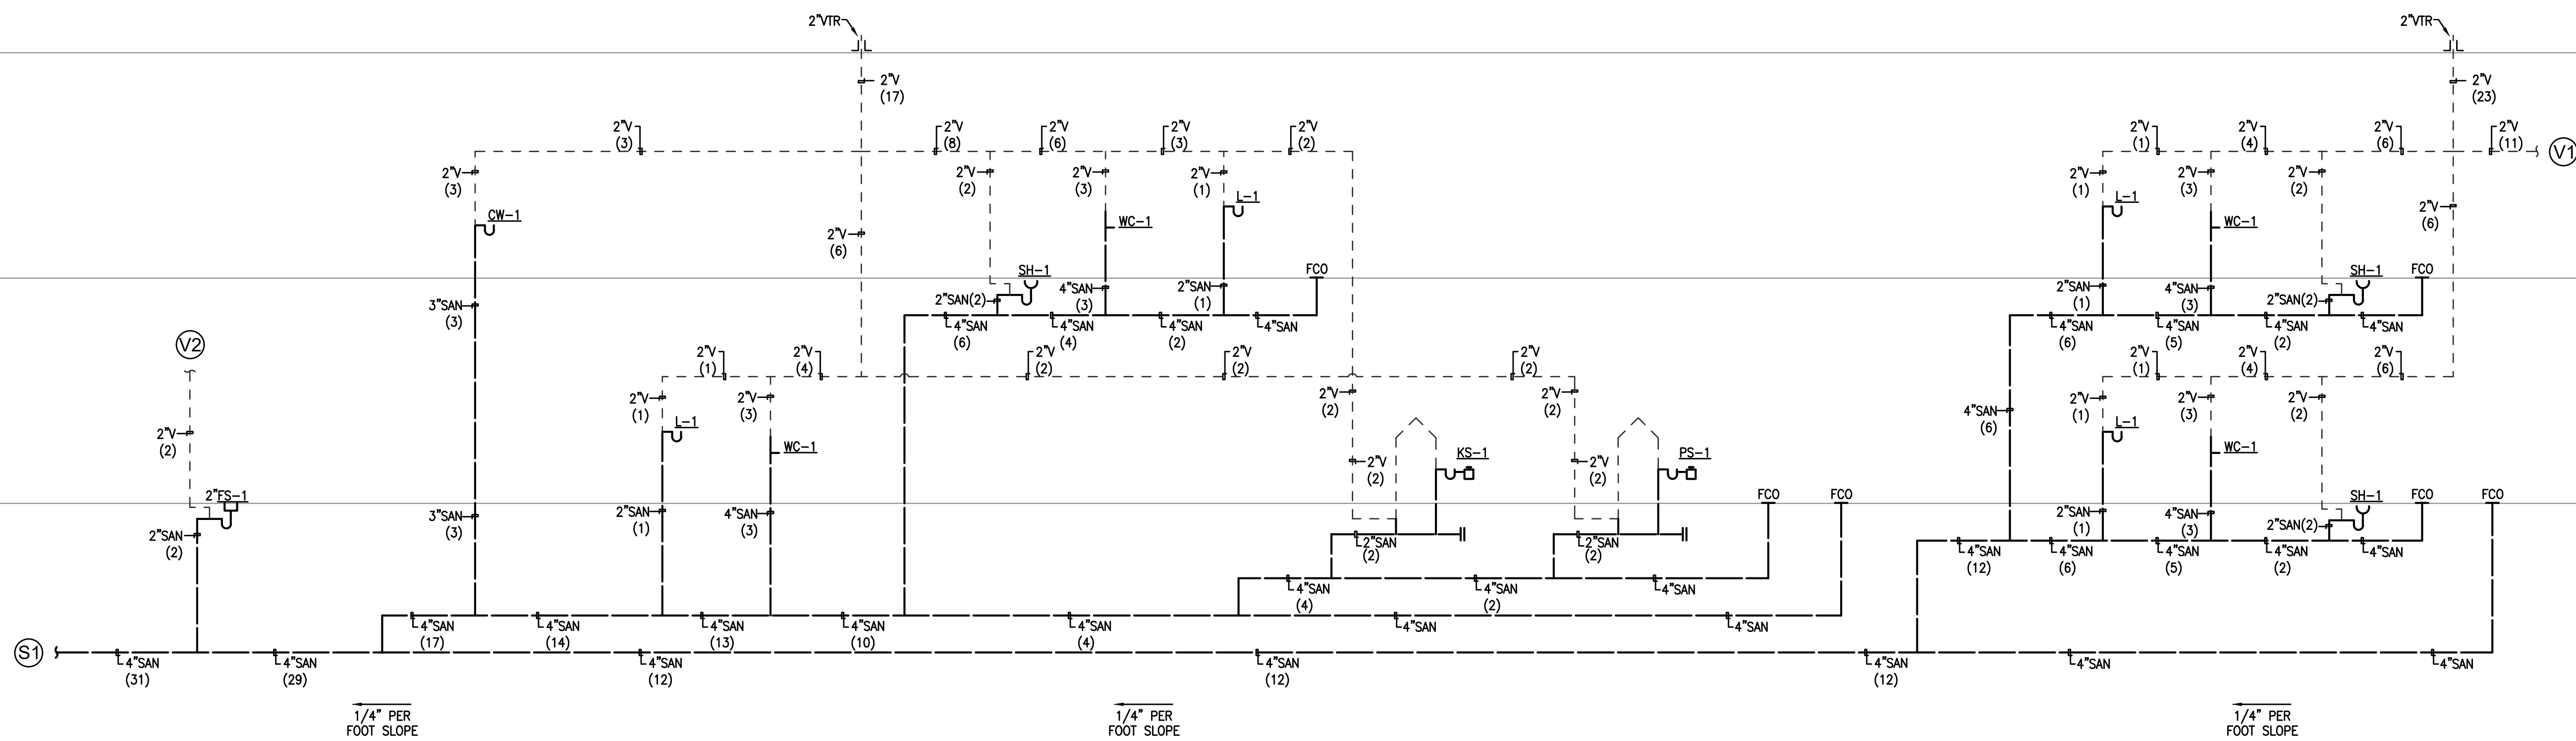 2"VTR
2"VTR
2"V
(17)
2"V
(23)
2"V
(3)
2"V
(8)
2"V
(6)
2"V
(3)
2"V
(2)
2"V
(1)
2"V
(4)
2"V
(6)
2"V
(11)
V1
2"V
(3)
2"V
(2)
2"V
(3)
2"V
(1)
2"V
(1)
2"V
(3)
2"V
(2)
CW-1
L-1
WC-1
L-1
WC-1
2"V
(6)
2"V
(6)
SH-1
FCO
SH-1
FCO
3"SAN
(3)
2"SAN(2)
4"SAN
(3)
2"SAN
(1)
2"SAN
(1)
4"SAN
(3)
2"SAN(2)
4"SAN
(6)
4"SAN
(4)
4"SAN
(2)
4"SAN
4"SAN
(6)
4"SAN
(5)
4"SAN
(2)
4"SAN
V2
2"V
(1)
2"V
(4)
2"V
(2)
2"V
(2)
2"V
(2)
2"V
(1)
2"V
(4)
2"V
(6)
2"V
(1)
2"V
(3)
2"V
(2)
2"V
(2)
2"V
(1)
2"V
(3)
2"V
(2)
4"SAN
(6)
L-1
WC-1
L-1
WC-1
2"V
(2)
2"V
(2)
KS-1
2"V
(2)
PS-1
2"FS-1
FCO
FCO
SH-1
FCO
FCO
2"SAN
(2)
3"SAN
(3)
2"SAN
(1)
4"SAN
(3)
2"SAN
(2)
2"SAN
(2)
2"SAN
(1)
4"SAN
(3)
2"SAN(2)
4"SAN
(12)
4"SAN
(6)
4"SAN
(5)
4"SAN
(2)
4"SAN
4"SAN
(4)
4"SAN
(2)
4"SAN
4"SAN
(17)
4"SAN
(14)
4"SAN
(13)
4"SAN
(10)
4"SAN
(4)
4"SAN
4"SAN
S1
4"SAN
(31)
4"SAN
(29)
4"SAN
(12)
4"SAN
(12)
4"SAN
(12)
4"SAN
4"SAN
1/4" PER
FOOT SLOPE
1/4" PER
FOOT SLOPE
1/4" PER
FOOT SLOPE